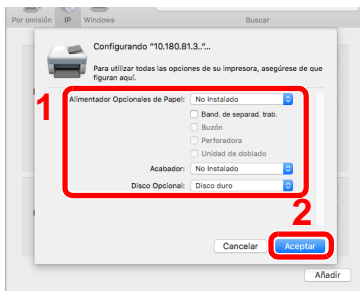 Por omisión IP Windows Buscar
Configurando “10.180.81.3..”...
Para utilizar todas las opciones de su impresora, asegúrese de que
figuran aquí.
1
Alimentador Opcionales de Papel: No Instalado
Band. de separad. trab.
Buzón
Perforadora
Unidad de doblado
Acabador: No Instalado
Disco Opcional: Disco duro
2
Cancelar Aceptar
Añadir